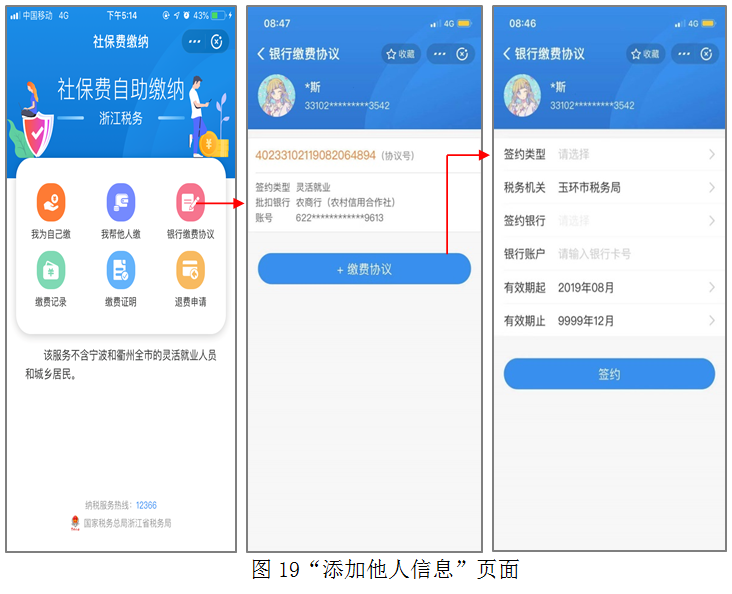 中国移动 4G 下午5:14 43%
社保费缴纳
社保费自助缴纳
浙江税务
我为自己缴 我帮他人缴 银行缴费协议
缴费记录 缴费证明 退费申请
该服务不含宁波和衢州全市的灵活就业人员
和城乡居民。
纳税服务热线：12366
国家税务总局浙江省税务局
08:47 4G
银行缴费协议 收藏
*斯
33102*********3542
40233102119082064894 (协议号)
签约类型 灵活就业
批扣银行 农商行（农村信用合作社）
账号 622************9613
+ 缴费协议
08:46 4G
银行缴费协议 收藏
*斯
33102*********3542
签约类型 请选择
税务机关 玉环市税务局
签约银行 请选择
银行账户 请输入银行卡号
有效期起 2019年08月
有效期止 9999年12月
签约
图 19“添加他人信息”页面